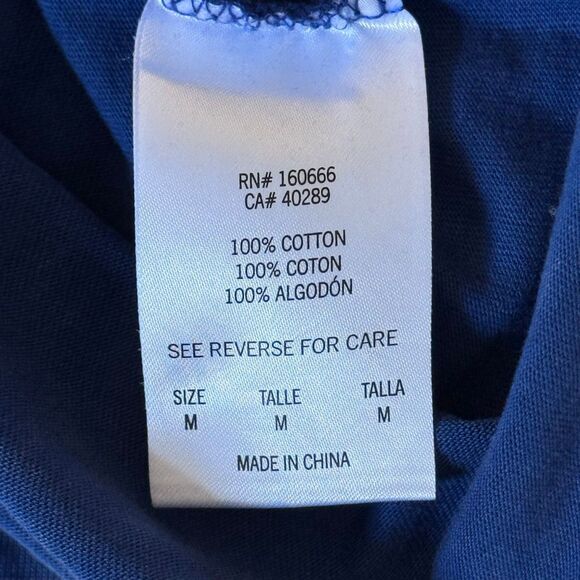 RN# 160666
CA# 40289
100% COTTON
100% COTON
100% ALGODÓN
SEE REVERSE FOR CARE
SIZE TALLE TALLA
M M M
MADE IN CHINA